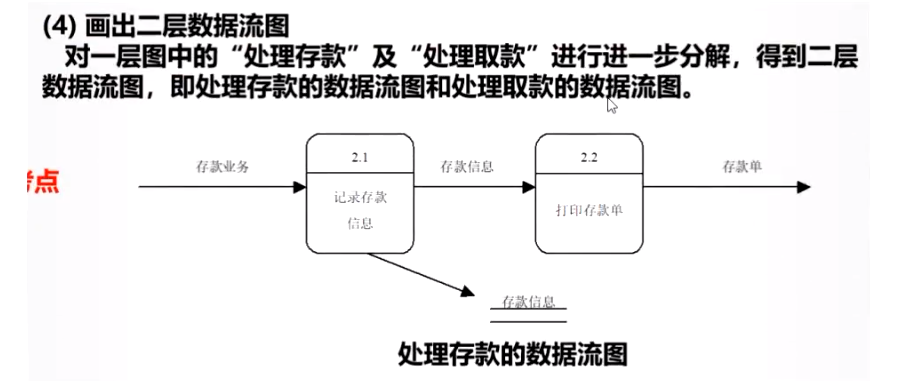 (4) 画出二层数据流图
对一层图中的“处理存款”及“处理取款”进行进一步分解，得到二层
数据流图，即处理存款的数据流图和处理取款的数据流图。
点
存款业务
2.1
记录存款
信息
存款信息
2.2
打印存款单
存款单
存款信息
处理存款的数据流图